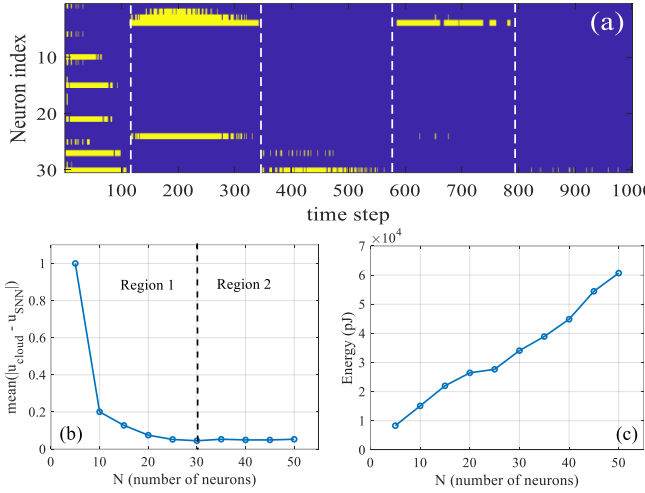 (a)
Neuron index
10
20
30
100 200 300 400 500 600 700 800 900 1000
time step
mean(|u_cloud - u_SNN|)
1
0.8
0.6
0.4
0.2
0
Region 1 Region 2
(b)
0 10 20 30 40 50
N (number of neurons)
×10^4
Energy (pJ)
7
6
5
4
3
2
1
0
(c)
0 10 20 30 40 50
N (number of neurons)